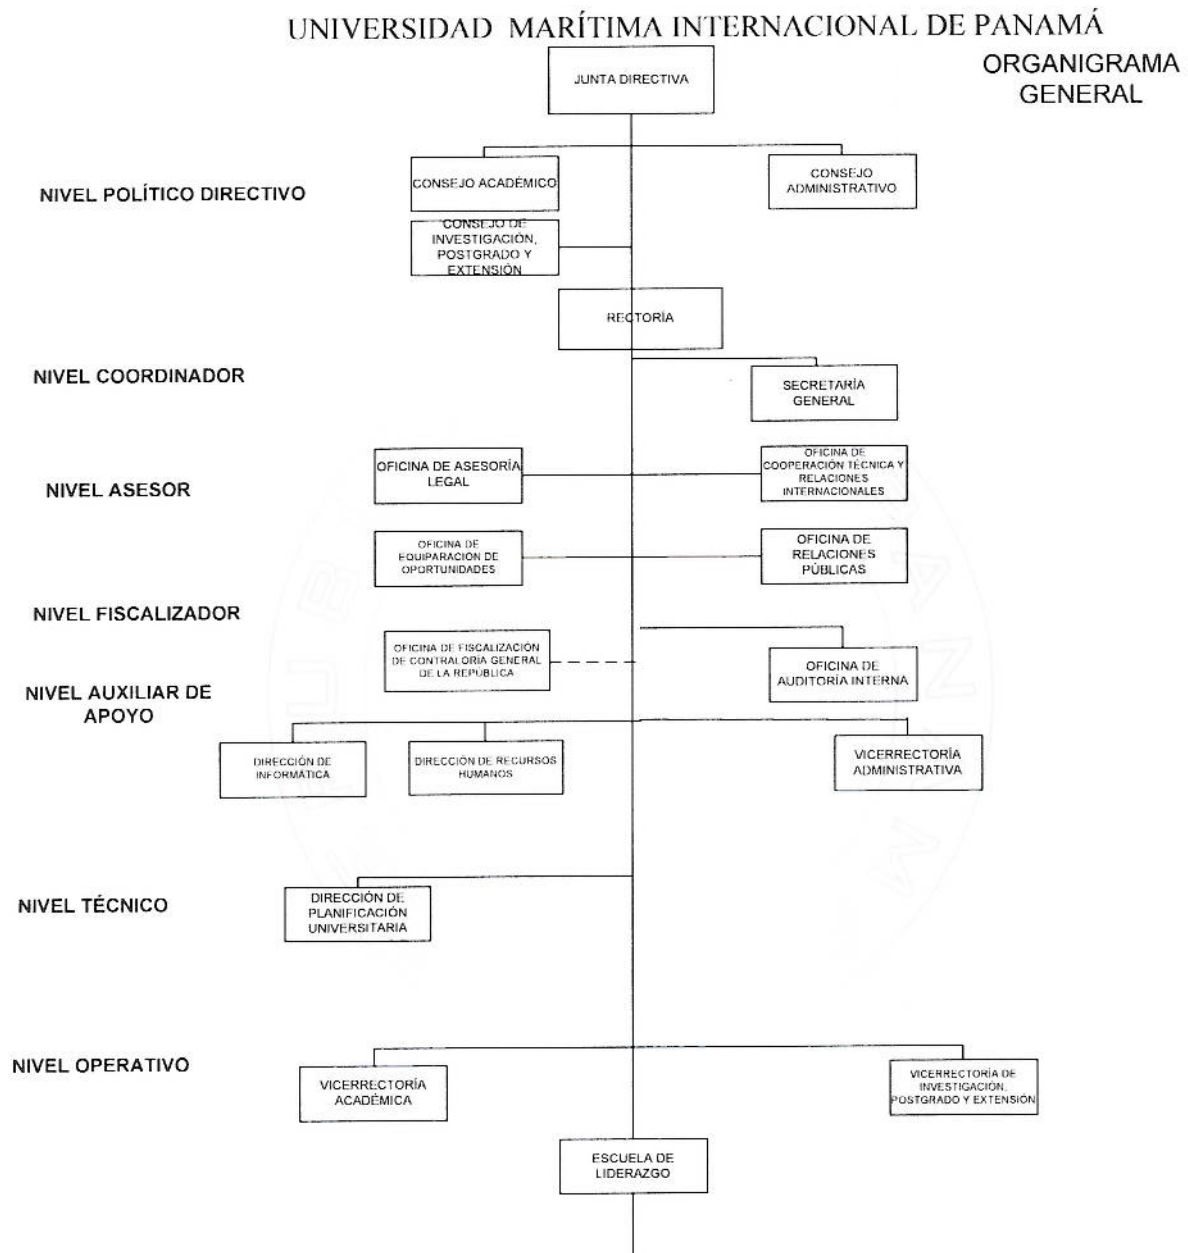 UNIVERSIDAD MARÍTIMA INTERNACIONAL DE PANAMÁ
ORGANIGRAMA
GENERAL
JUNTA DIRECTIVA
NIVEL POLÍTICO DIRECTIVO
CONSEJO ACADÉMICO
CONSEJO
ADMINISTRATIVO
CONSEJO DE
INVESTIGACIÓN,
POSTGRADO Y
EXTENSIÓN
RECTORÍA
NIVEL COORDINADOR
SECRETARÍA
GENERAL
NIVEL ASESOR
OFICINA DE ASESORÍA
LEGAL
OFICINA DE
COOPERACIÓN TÉCNICA Y
RELACIONES
INTERNACIONALES
OFICINA DE
EQUIPARACIÓN DE
OPORTUNIDADES
OFICINA DE
RELACIONES
PÚBLICAS
NIVEL FISCALIZADOR
OFICINA DE FISCALIZACIÓN
DE CONTRALORÍA GENERAL
DE LA REPÚBLICA
OFICINA DE
AUDITORÍA INTERNA
NIVEL AUXILIAR DE
APOYO
DIRECCIÓN DE
INFORMÁTICA
DIRECCIÓN DE RECURSOS
HUMANOS
VICERRECTORÍA
ADMINISTRATIVA
NIVEL TÉCNICO
DIRECCIÓN DE
PLANIFICACIÓN
UNIVERSITARIA
NIVEL OPERATIVO
VICERRECTORÍA
ACADÉMICA
VICERRECTORÍA DE
INVESTIGACIÓN,
POSTGRADO Y EXTENSIÓN
ESCUELA DE
LIDERAZGO